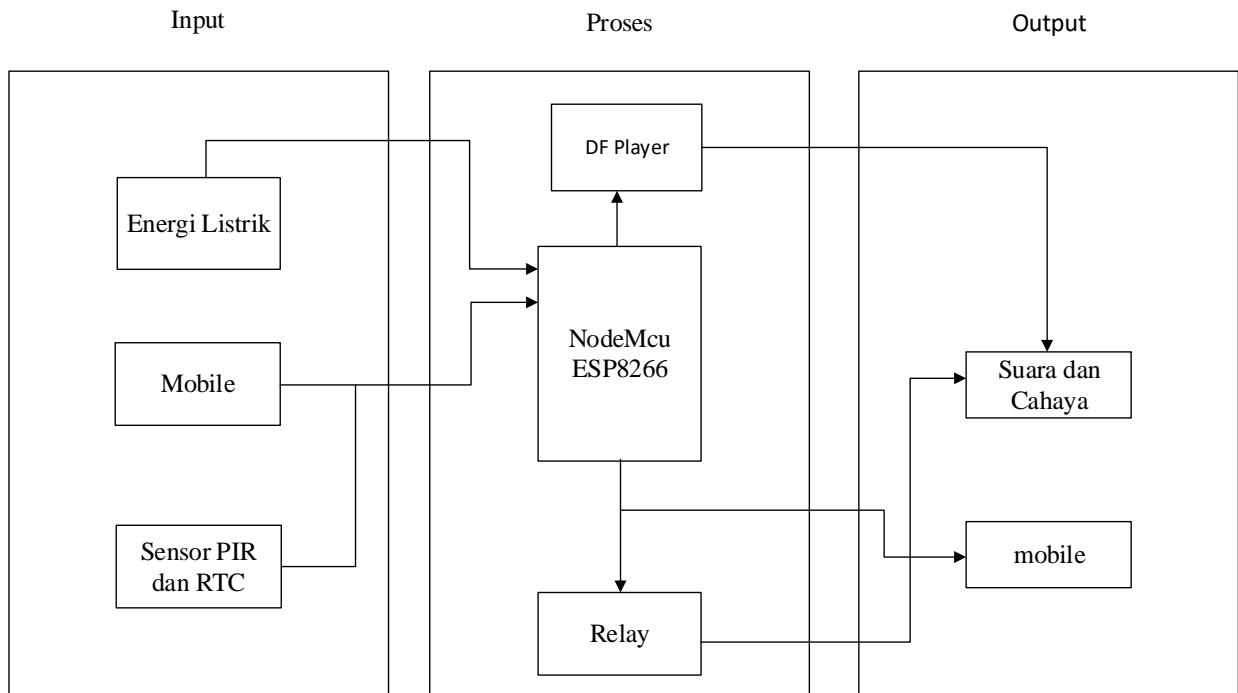 Input
Proses
Output
Energi Listrik
Mobile
Sensor PIR
dan RTC
DF Player
NodeMcu
ESP8266
Relay
Suara dan
Cahaya
mobile